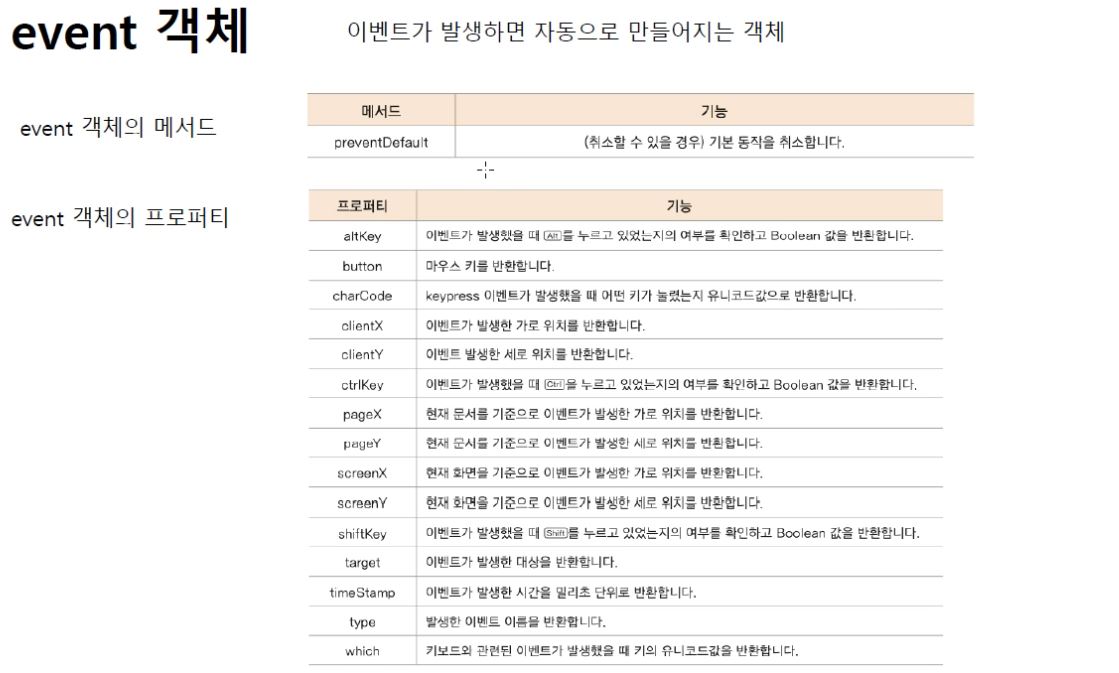 event 객체
이벤트가 발생하면 자동으로 만들어지는 객체
event 객체의 메서드
메서드 기능
preventDefault (취소할 수 있을 경우) 기본 동작을 취소합니다.
event 객체의 프로퍼티
프로퍼티 기능
altKey 이벤트가 발생했을 때 Alt를 누르고 있었는지의 여부를 확인하고 Boolean 값을 반환합니다.
button 마우스 키를 반환합니다.
charCode keypress 이벤트가 발생했을 때 어떤 키가 눌렸는지 유니코드값으로 반환합니다.
clientX 이벤트가 발생한 가로 위치를 반환합니다.
clientY 이벤트 발생한 세로 위치를 반환합니다.
ctrlKey 이벤트가 발생했을 때 Ctrl을 누르고 있었는지의 여부를 확인하고 Boolean 값을 반환합니다.
pageX 현재 문서를 기준으로 이벤트가 발생한 가로 위치를 반환합니다.
pageY 현재 문서를 기준으로 이벤트가 발생한 세로 위치를 반환합니다.
screenX 현재 화면을 기준으로 이벤트가 발생한 가로 위치를 반환합니다.
screenY 현재 화면을 기준으로 이벤트가 발생한 세로 위치를 반환합니다.
shiftKey 이벤트가 발생했을 때 Shift를 누르고 있었는지의 여부를 확인하고 Boolean 값을 반환합니다.
target 이벤트가 발생한 대상을 반환합니다.
timeStamp 이벤트가 발생한 시간을 밀리초 단위로 반환합니다.
type 발생한 이벤트 이름을 반환합니다.
which 키보드와 관련된 이벤트가 발생했을 때 키의 유니코드값을 반환합니다.